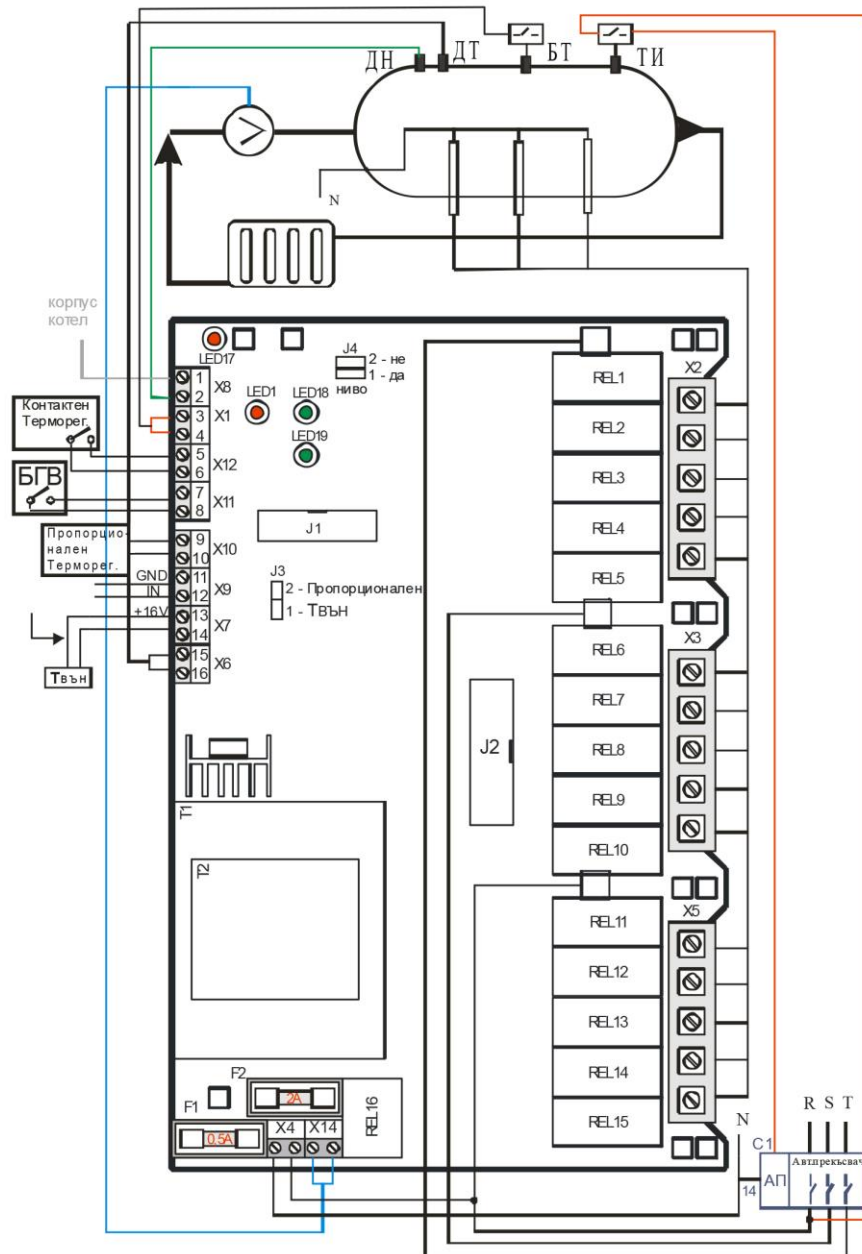 ДН
ДТ
БТ
ТИ
N
корпус
котел
LED17
J4
2 - не
1 - да
ниво
LED1
LED18
LED19
1
2
X8
3
4
X1
5
6
X12
7
8
X11
9
10
X10
11
12
X9
13
14
X7
15
16
X6
Контактен
Терморег.
БГВ
Пропорцио-
нален
Терморег.
GND
IN
+16V
Твън
J1
J3
2 - Пропорционален
1 - Твън
J2
REL1
REL2
REL3
REL4
REL5
REL6
REL7
REL8
REL9
REL10
REL11
REL12
REL13
REL14
REL15
X2
X3
X5
T1
T2
F2
2A
F1
0.5A
X4
X14
REL16
N
R S T
C1
АП
Авт.прекъсвач
14